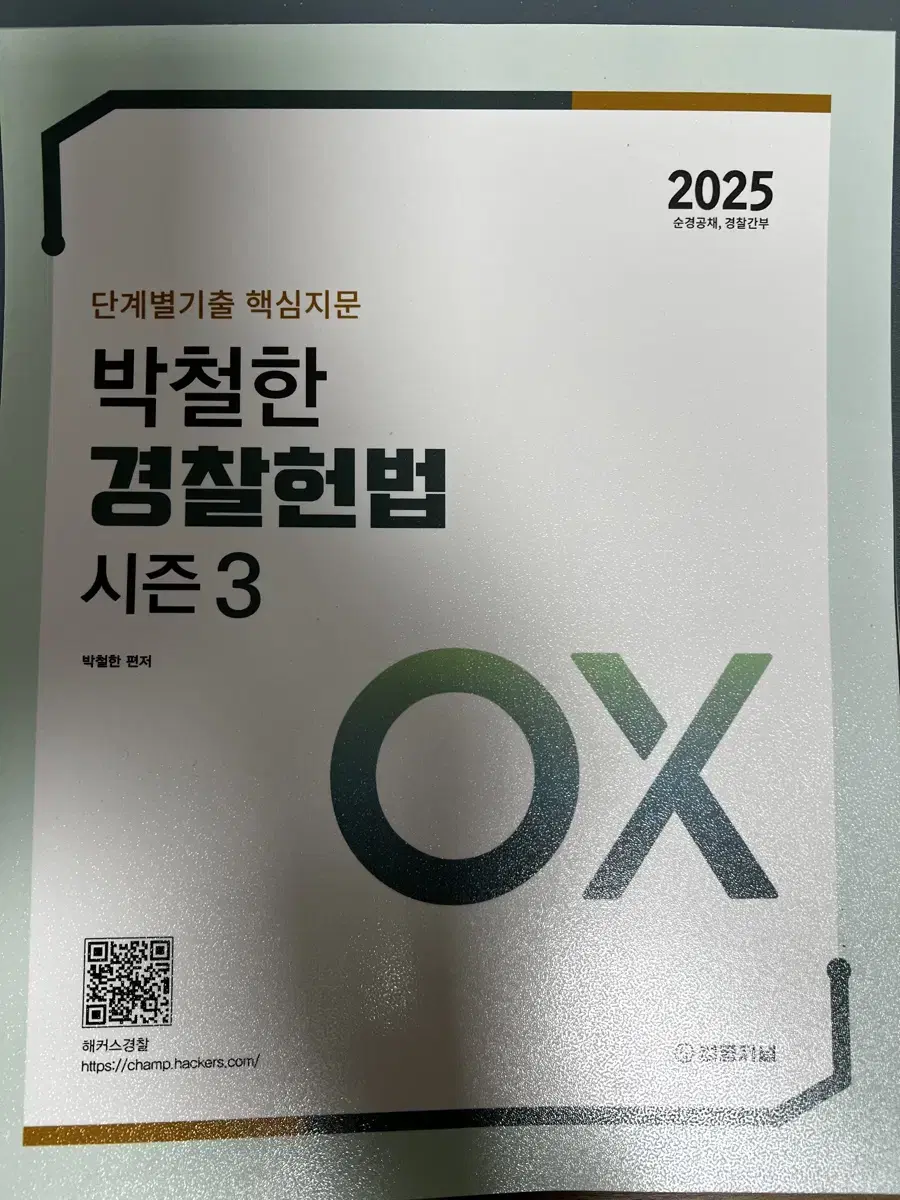 2025
순경공채, 경찰간부
단계별기출 핵심지문
박철한
경찰헌법
시즌 3
박철한 편저
OX
해커스경찰
https://champ.hackers.com/